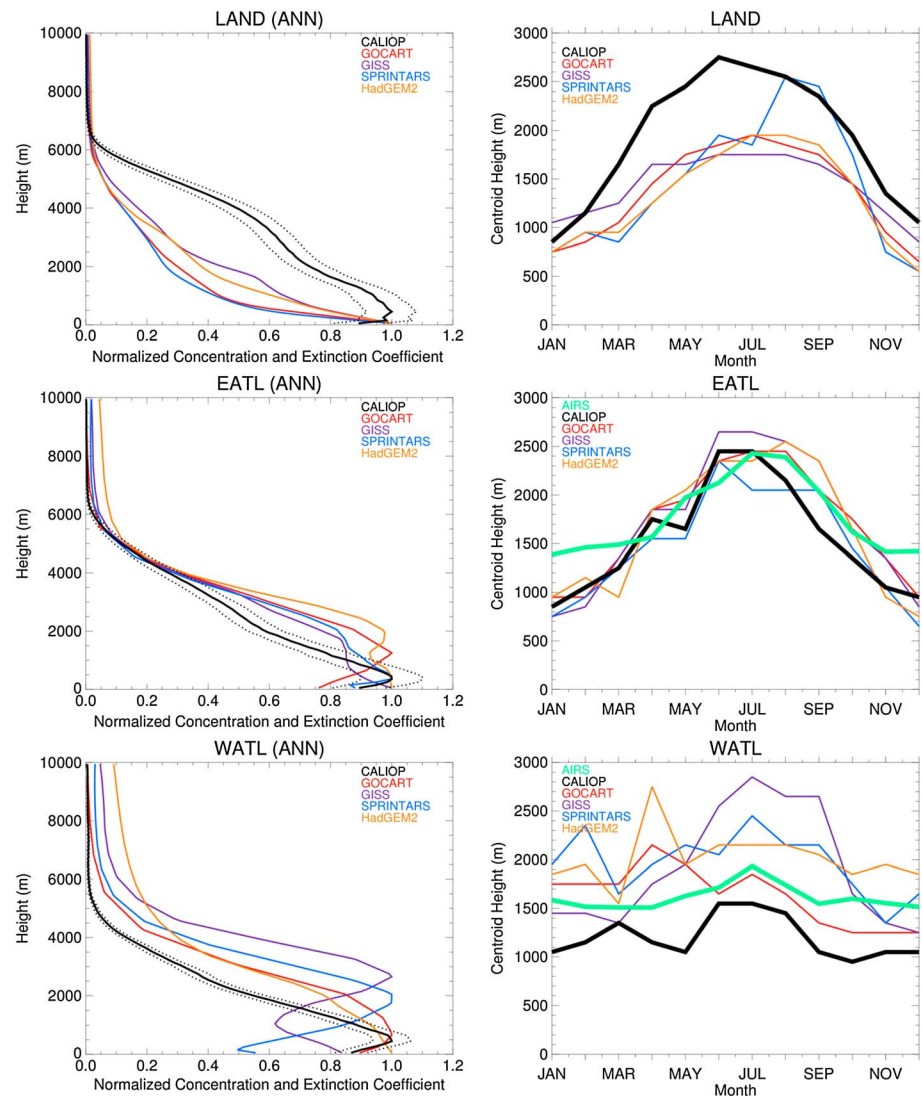 LAND (ANN)
10000
8000
6000
4000
2000
0
Height (m)
CALIOP
GOCART
GISS
SPRINTARS
HadGEM2
0.0 0.2 0.4 0.6 0.8 1.0 1.2
Normalized Concentration and Extinction Coefficient
LAND
3000
2500
2000
1500
1000
500
0
Centroid Height (m)
CALIOP
GOCART
GISS
SPRINTARS
HadGEM2
JAN MAR MAY JUL SEP NOV
Month
EATL (ANN)
10000
8000
6000
4000
2000
0
Height (m)
CALIOP
GOCART
GISS
SPRINTARS
HadGEM2
0.0 0.2 0.4 0.6 0.8 1.0 1.2
Normalized Concentration and Extinction Coefficient
EATL
3000
2500
2000
1500
1000
500
0
Centroid Height (m)
AIRS
CALIOP
GOCART
GISS
SPRINTARS
HadGEM2
JAN MAR MAY JUL SEP NOV
Month
WATL (ANN)
10000
8000
6000
4000
2000
0
Height (m)
CALIOP
GOCART
GISS
SPRINTARS
HadGEM2
0.0 0.2 0.4 0.6 0.8 1.0 1.2
Normalized Concentration and Extinction Coefficient
WATL
3000
2500
2000
1500
1000
500
0
Centroid Height (m)
AIRS
CALIOP
GOCART
GISS
SPRINTARS
HadGEM2
JAN MAR MAY JUL SEP NOV
Month